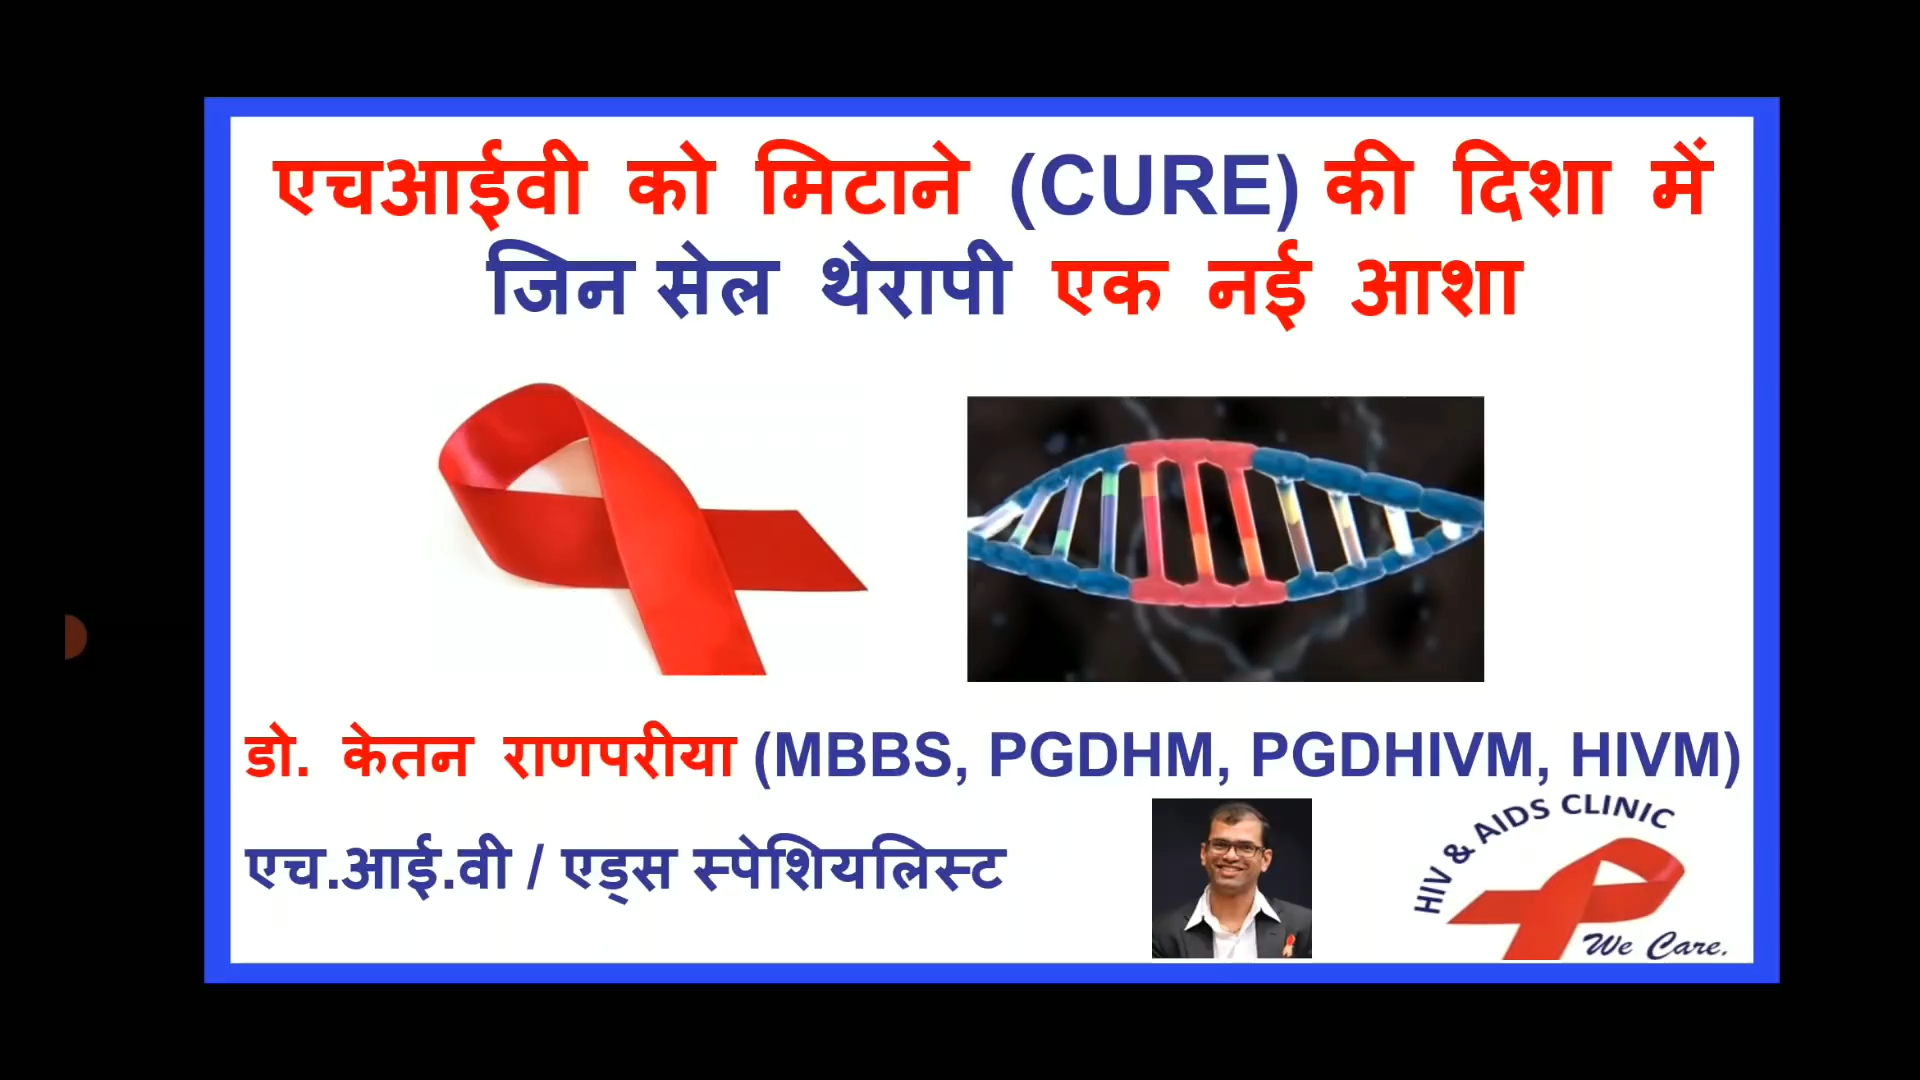 एचआईवी को मिटाने (CURE) की दिशा में
जिन सेल थेरापी एक नई आशा
डो. केतन राणपरीया (MBBS, PGDHM, PGDHIVM, HIVM)
एच.आई.वी / एड्स स्पेशियलिस्ट
HIV & AIDS CLINIC
We Care.